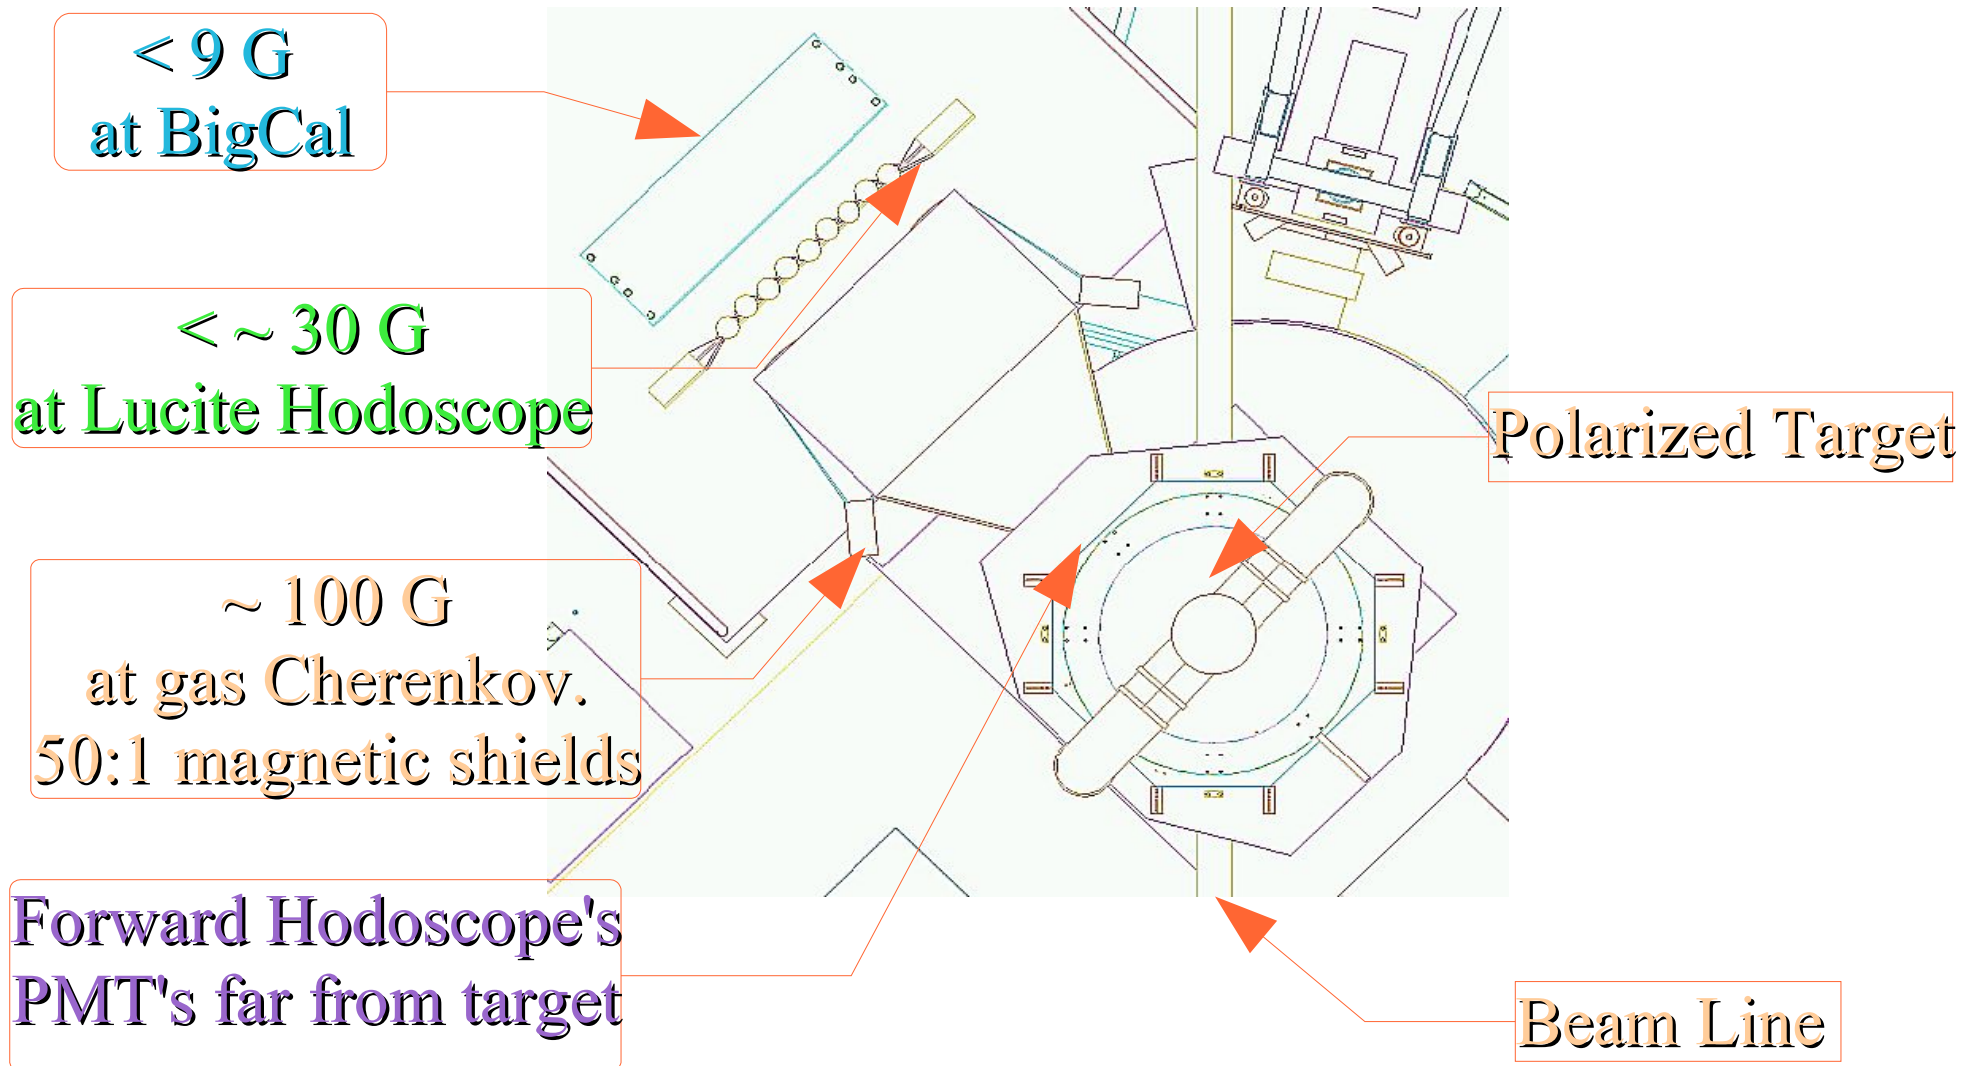 < 9 G
at BigCal
< ~ 30 G
at Lucite Hodoscope
~ 100 G
at gas Cherenkov.
50:1 magnetic shields
Forward Hodoscope's
PMT's far from target
Polarized Target
Beam Line